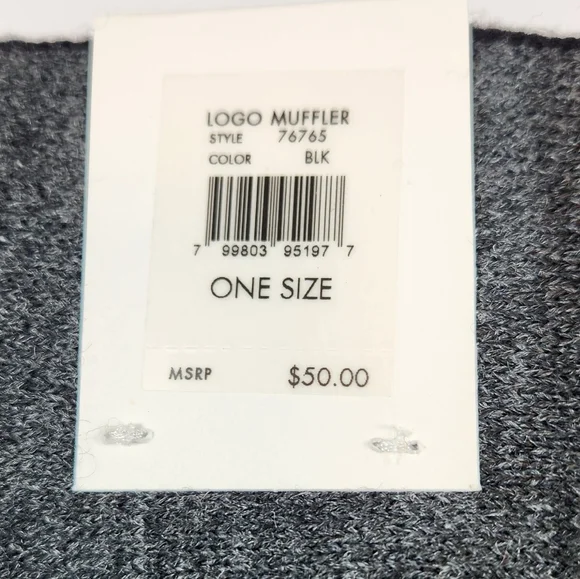 LOGO MUFFLER
STYLE 76765
COLOR BLK
7 99803 95197 7
ONE SIZE
MSRP $50.00